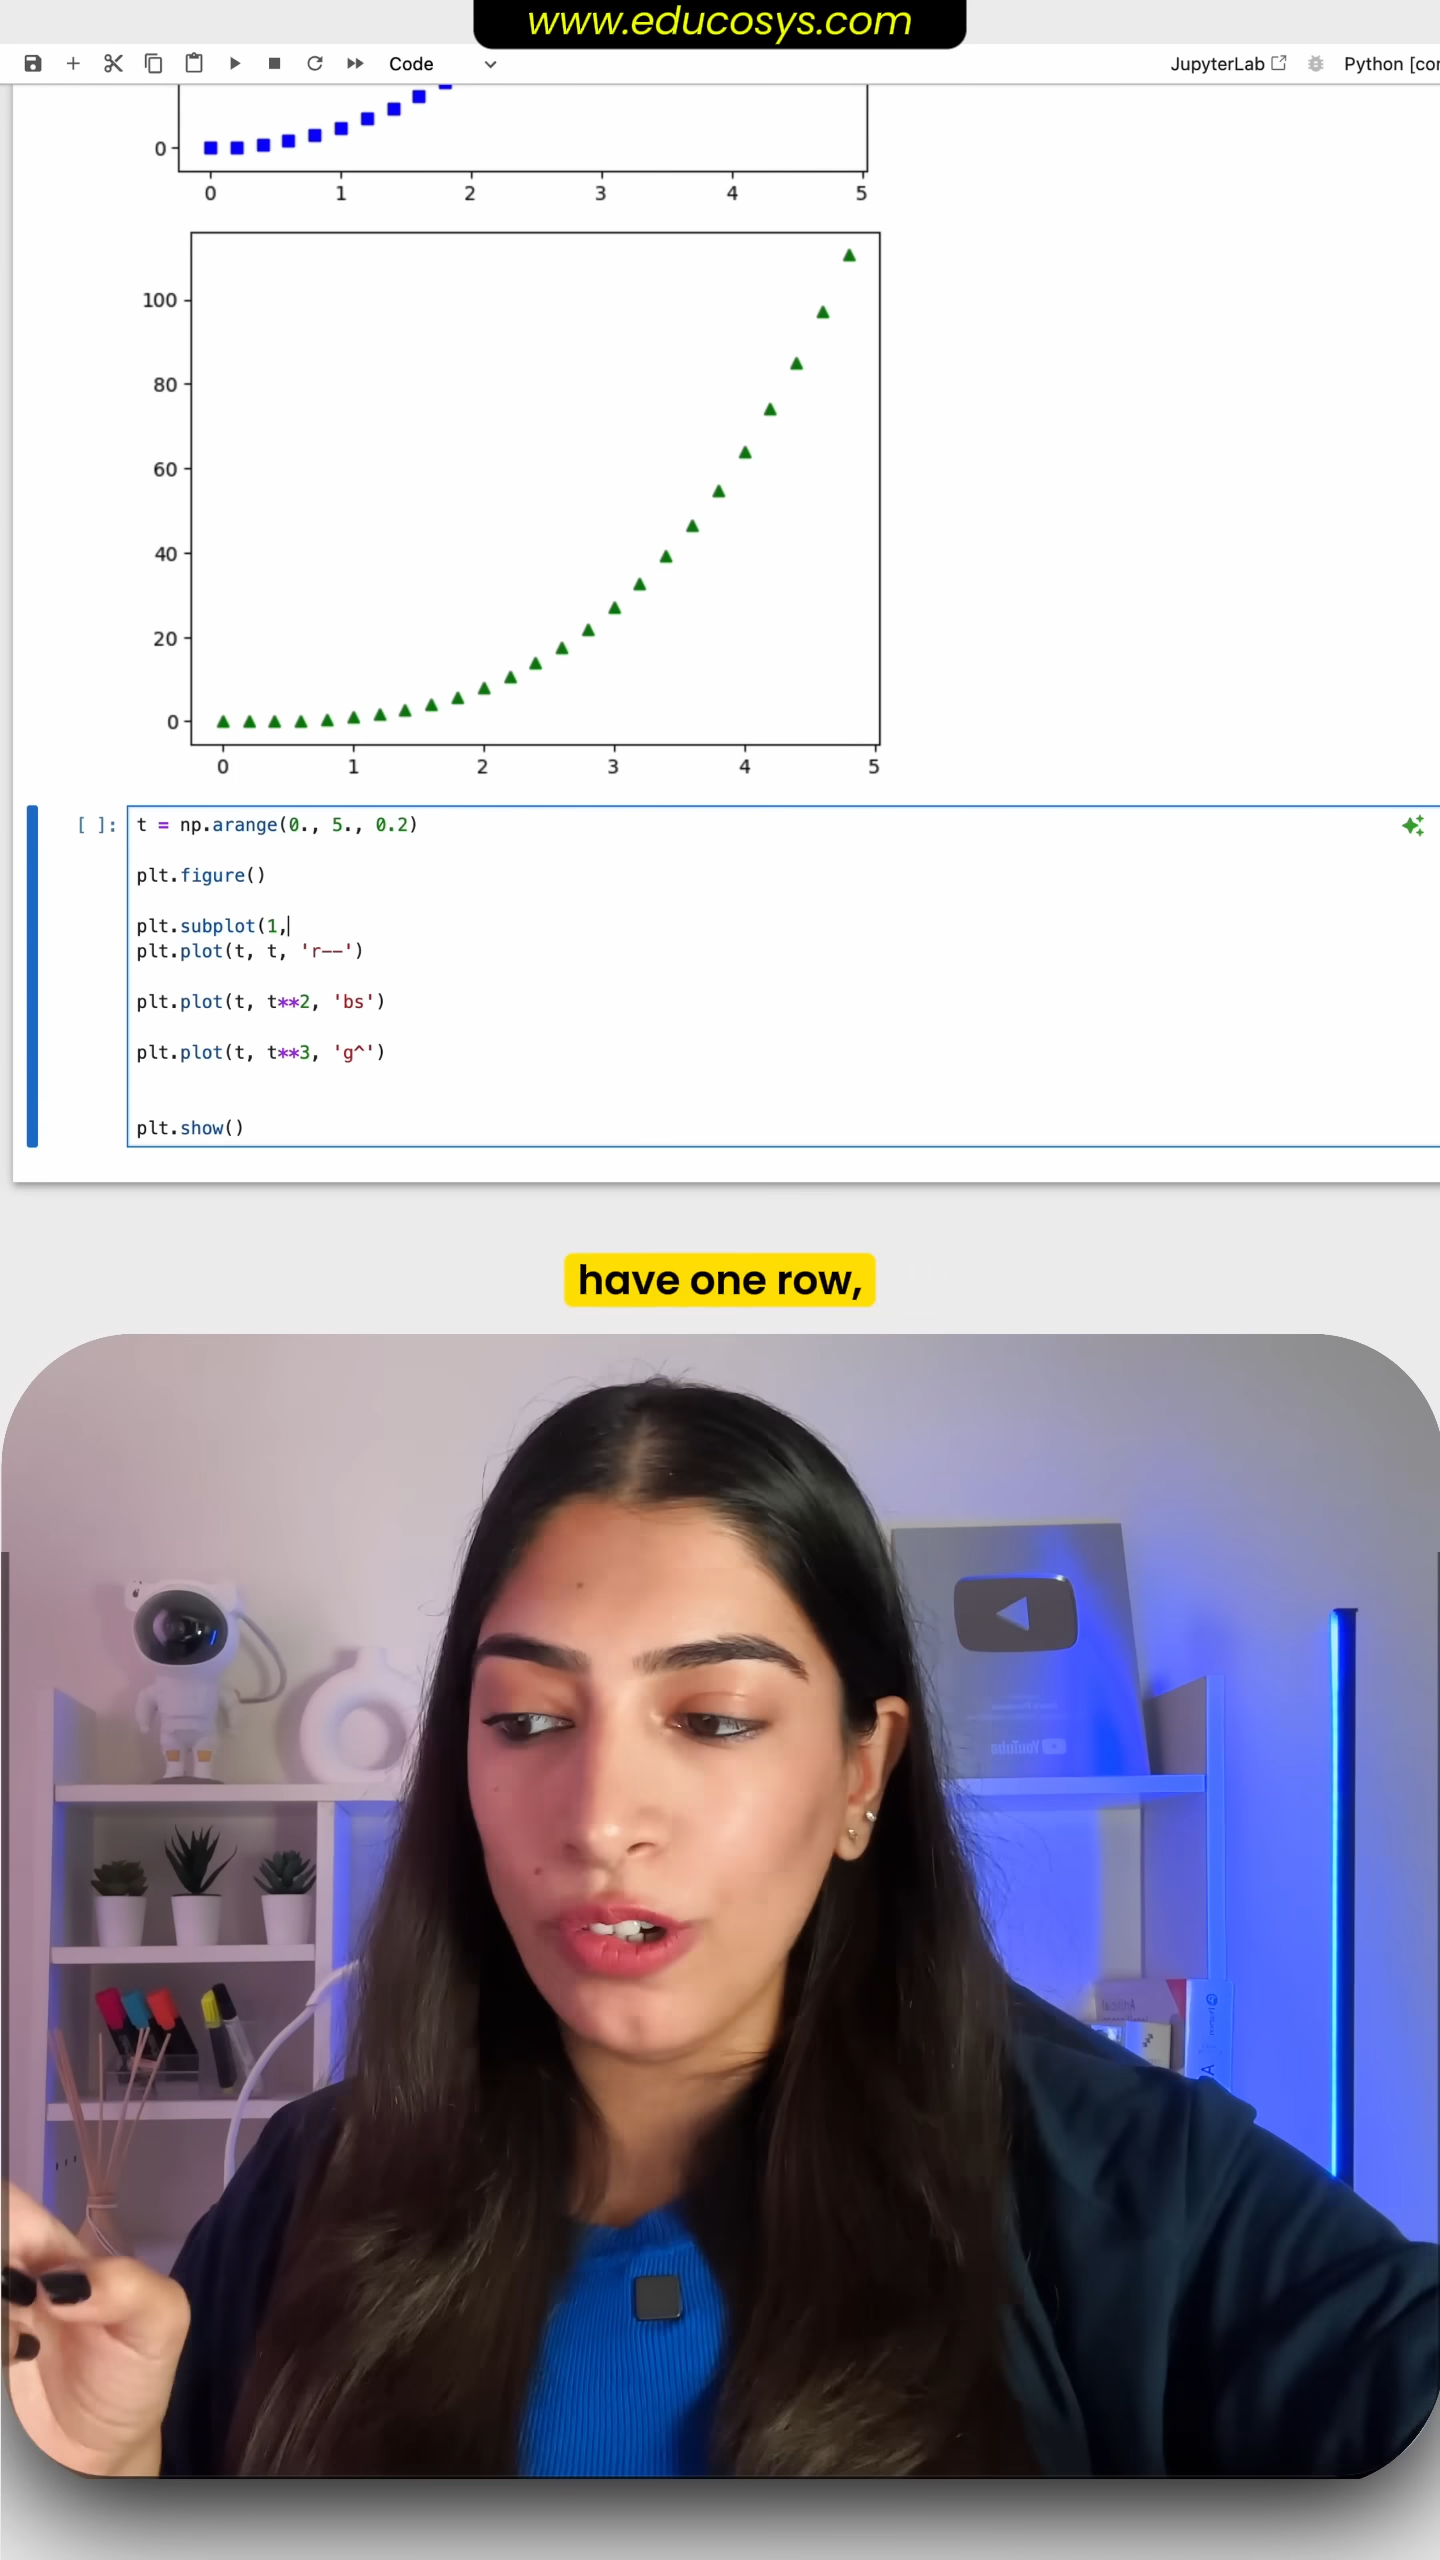 www.educosys.com
Code
JupyterLab
Python [cor
0
0 1 2 3 4 5
100
80
60
40
20
0
0 1 2 3 4 5
[ ]:
t = np.arange(0., 5., 0.2)
plt.figure()
plt.subplot(1,
plt.plot(t, t, 'r--')
plt.plot(t, t**2, 'bs')
plt.plot(t, t**3, 'g^')
plt.show()
have one row,
YouTube